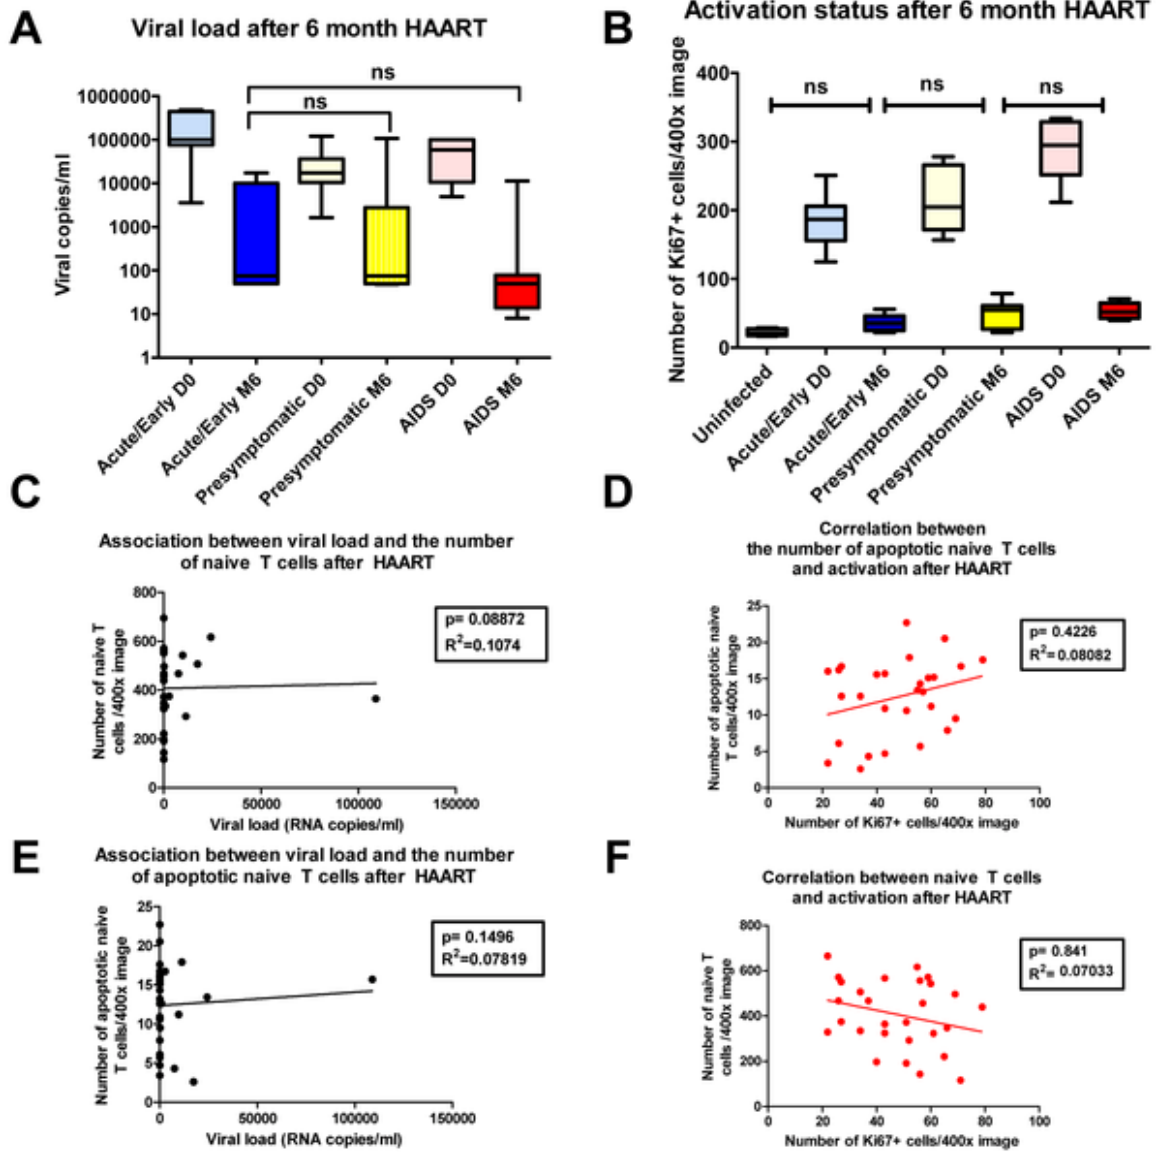 A
Viral load after 6 month HAART
ns
ns
Viral copies/ml
1000000
100000
10000
1000
100
10
1
Acute/Early D0
Acute/Early M6
Presymptomatic D0
Presymptomatic M6
AIDS D0
AIDS M6
B
Activation status after 6 month HAART
ns
ns
ns
Number of Ki67+ cells/400x image
400
300
200
100
0
Uninfected
Acute/Early D0
Acute/Early M6
Presymptomatic D0
Presymptomatic M6
AIDS D0
AIDS M6
C
Association between viral load and the number
of naive T cells after HAART
p= 0.08872
R²=0.1074
Number of naive T
cells /400x image
800
600
400
200
0
0
50000
100000
150000
Viral load (RNA copies/ml)
D
Correlation between
the number of apoptotic naive T cells
and activation after HAART
p= 0.4226
R²= 0.08082
Number of apoptotic naive
T cells/400x image
25
20
15
10
5
0
0
20
40
60
80
100
Number of Ki67+ cells/400x image
E
Association between viral load and the number
of apoptotic naive T cells after HAART
p= 0.1496
R²=0.07819
Number of apoptotic naive
T cells/400x image
25
20
15
10
5
0
0
50000
100000
150000
Viral load (RNA copies/ml)
F
Correlation between naive T cells
and activation after HAART
p= 0.841
R²= 0.07033
Number of naive T
cells /400x image
800
600
400
200
0
0
20
40
60
80
100
Number of Ki67+ cells/400x image